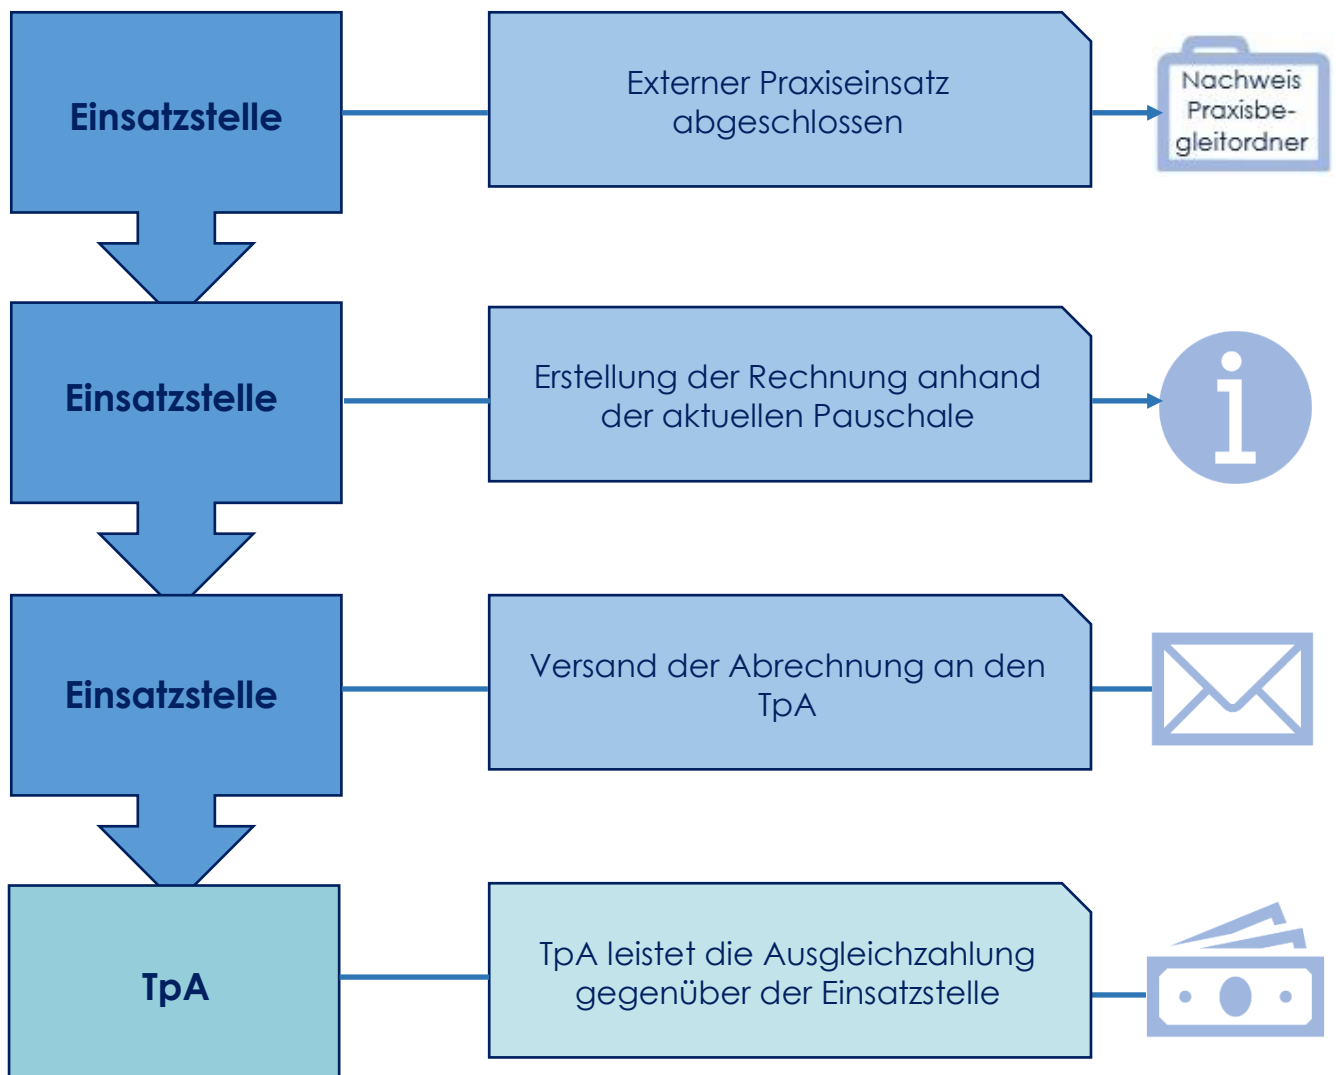 Einsatzstelle
Externer Praxiseinsatz
abgeschlossen
Nachweis
Praxisbe-
gleitordner
Einsatzstelle
Erstellung der Rechnung anhand
der aktuellen Pauschale
i
Einsatzstelle
Versand der Abrechnung an den
TpA
TpA
TpA leistet die Ausgleichzahlung
gegenüber der Einsatzstelle